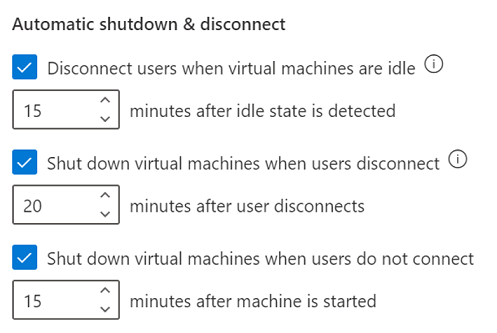 Automatic shutdown & disconnect
Disconnect users when virtual machines are idle
15 minutes after idle state is detected
Shut down virtual machines when users disconnect
20 minutes after user disconnects
Shut down virtual machines when users do not connect
15 minutes after machine is started